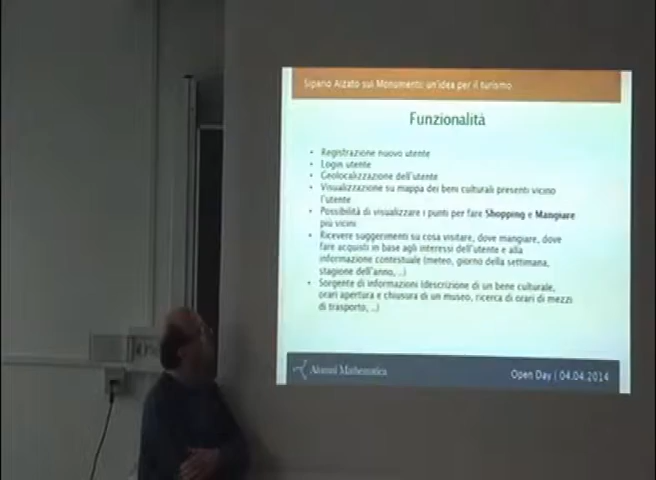 Sipario Alzato sui Monumenti: un'idea per il turismo
Funzionalità
• Registrazione nuovo utente
• Login utente
• Geolocalizzazione dell'utente
• Visualizzazione su mappa dei beni culturali presenti vicino
l'utente
• Possibilità di visualizzare i punti per fare Shopping e Mangiare
più vicini
• Ricevere suggerimenti su cosa visitare, dove mangiare, dove
fare acquisti in base agli interessi dell'utente e alla
informazione contestuale (meteo, giorno della settimana,
stagione dell'anno, ..)
• Sorgente di informazioni (descrizione di un bene culturale,
orari apertura e chiusura di un museo, ricerca di orari di mezzi
di trasporto, ..)
Alumni Mathematica
Open Day | 04.04.2014